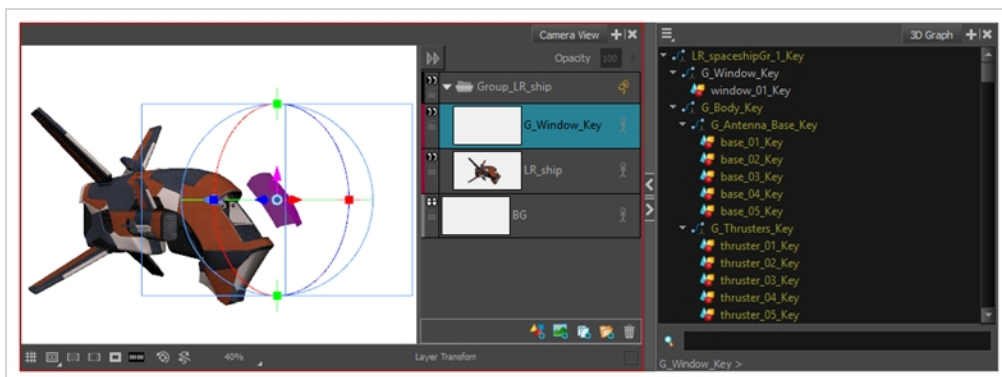 Camera View
Opacity 100
Group_LR_ship
G_Window_Key
LR_ship
BG
40%
Layer Transform
3D Graph
LR_spaceshipGr_1_Key
G_Window_Key
window_01_Key
G_Body_Key
G_Antenna_Base_Key
base_01_Key
base_02_Key
base_03_Key
base_04_Key
base_05_Key
G_Thrusters_Key
thruster_01_Key
thruster_02_Key
thruster_03_Key
thruster_04_Key
thruster_05_Key
G_Window_Key >